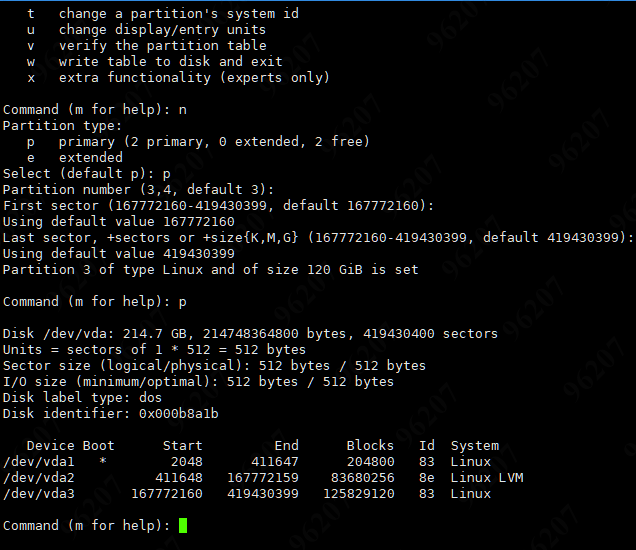 t   change a partition's system id
u   change display/entry units
v   verify the partition table
w   write table to disk and exit
x   extra functionality (experts only)
Command (m for help): n
Partition type:
p   primary (2 primary, 0 extended, 2 free)
e   extended
Select (default p): p
Partition number (3,4, default 3):
First sector (167772160-419430399, default 167772160):
Using default value 167772160
Last sector, +sectors or +size{K,M,G} (167772160-419430399, default 419430399):
Using default value 419430399
Partition 3 of type Linux and of size 120 GiB is set
Command (m for help): p
Disk /dev/vda: 214.7 GB, 214748364800 bytes, 419430400 sectors
Units = sectors of 1 * 512 = 512 bytes
Sector size (logical/physical): 512 bytes / 512 bytes
I/O size (minimum/optimal): 512 bytes / 512 bytes
Disk label type: dos
Disk identifier: 0x000b8a1b
Device Boot      Start         End      Blocks   Id  System
/dev/vda1   *        2048      411647      204800   83  Linux
/dev/vda2          411648   167772159    83680256   8e  Linux LVM
/dev/vda3       167772160   419430399   125829120   83  Linux
Command (m for help):
96207
96207
96207
96207
96207
96207